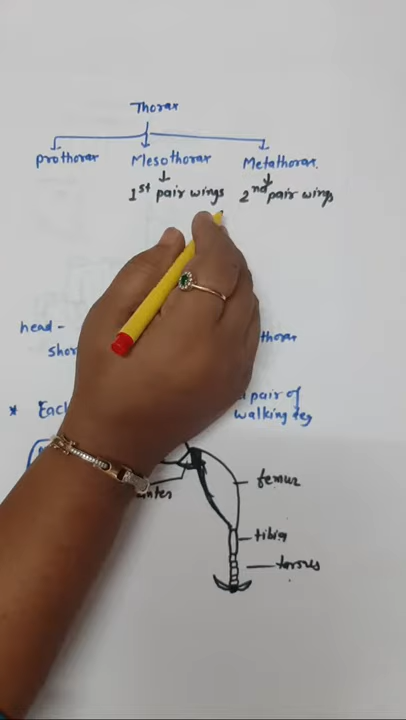 Thorax
prothorax Mesothorax Metathorax
1st pair wings 2nd pair wings
head - thorax
* Each pair of
walking leg
femur
tibia
tarsus